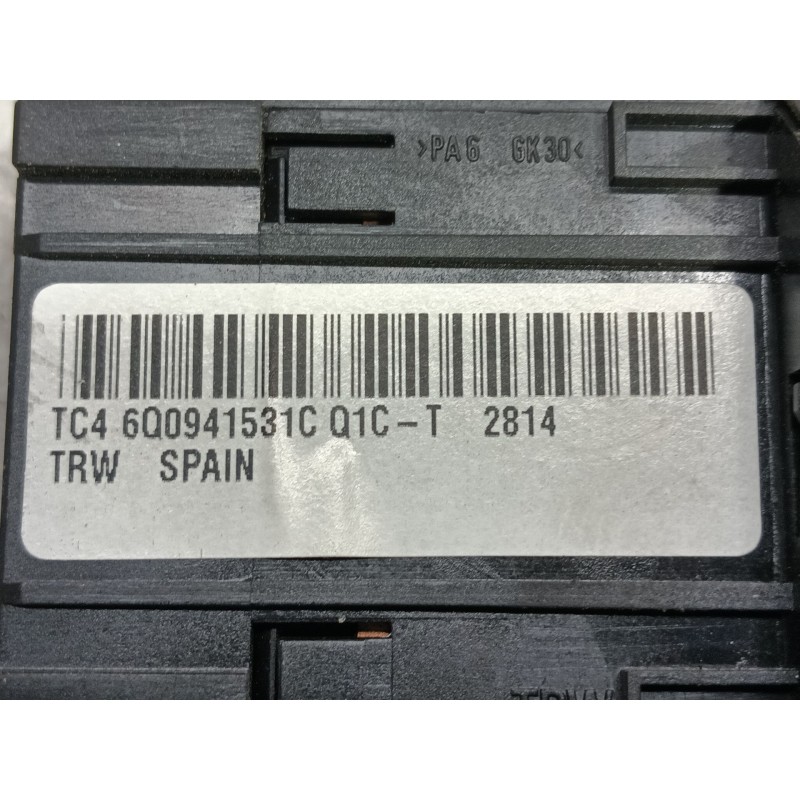 >PA6 GK30<
TC4 6Q0941531C Q1C-T 2814
TRW SPAIN